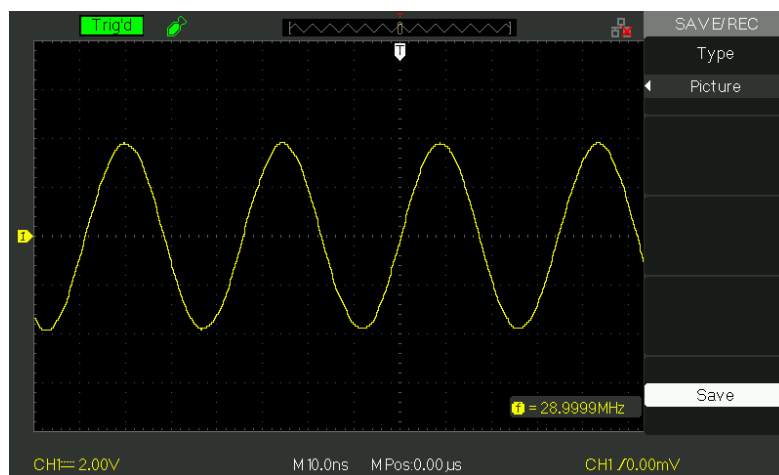 Trig'd
SAVE/REC
T
Type
Picture
1
f = 28.9999MHz
Save
CH1 2.00V M 10.0ns M Pos:0.00µs CH1 / 0.00mV